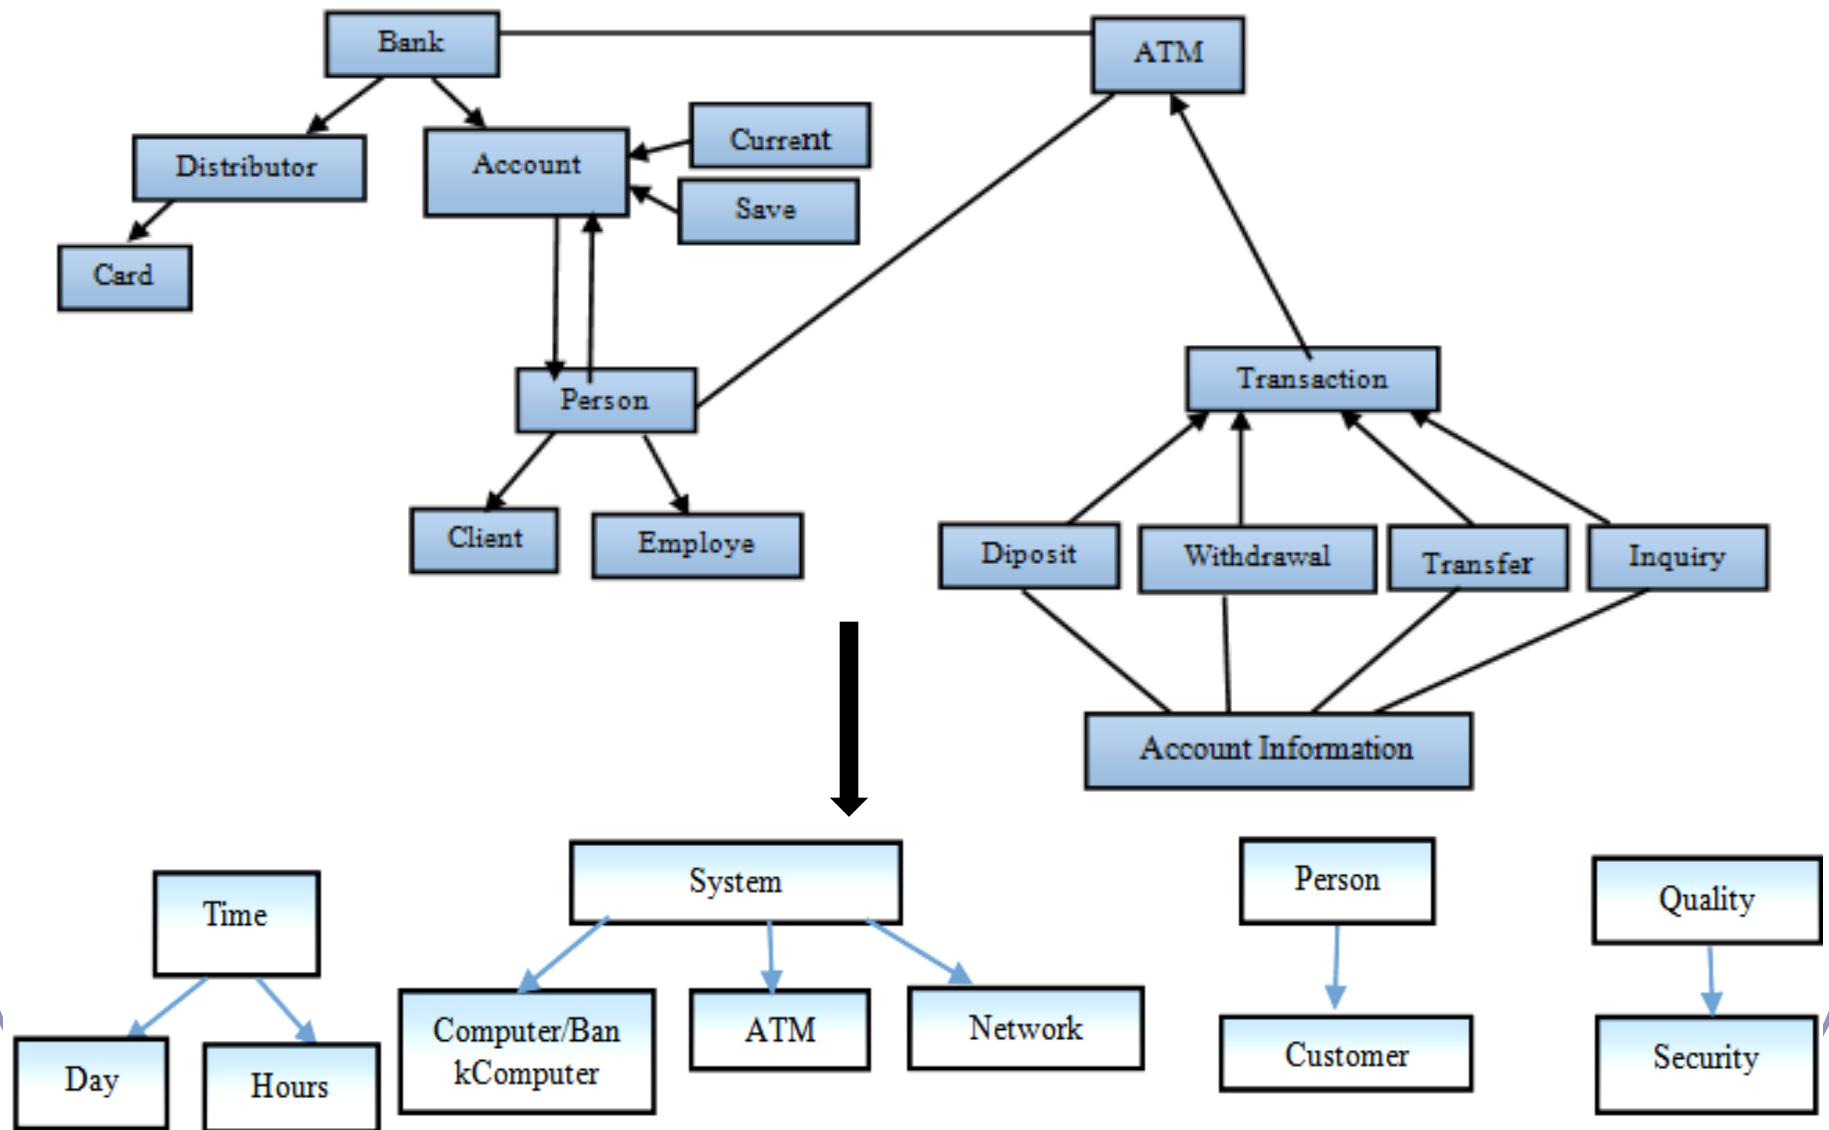 Bank
ATM
Distributor
Account
Current
Save
Card
Person
Transaction
Client
Employe
Diposit
Withdrawal
Transfer
Inquiry
Account Information
Time
System
Person
Quality
Day
Hours
Computer/Ban
kComputer
ATM
Network
Customer
Security